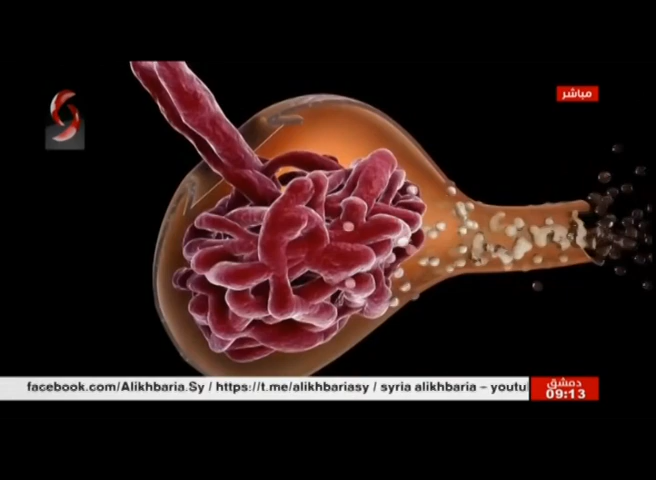 مباشر
facebook.com/Alikhbaria.Sy / https://t.me/alikhbariasy / syria alikhbaria – youtu
دمشق
09:13